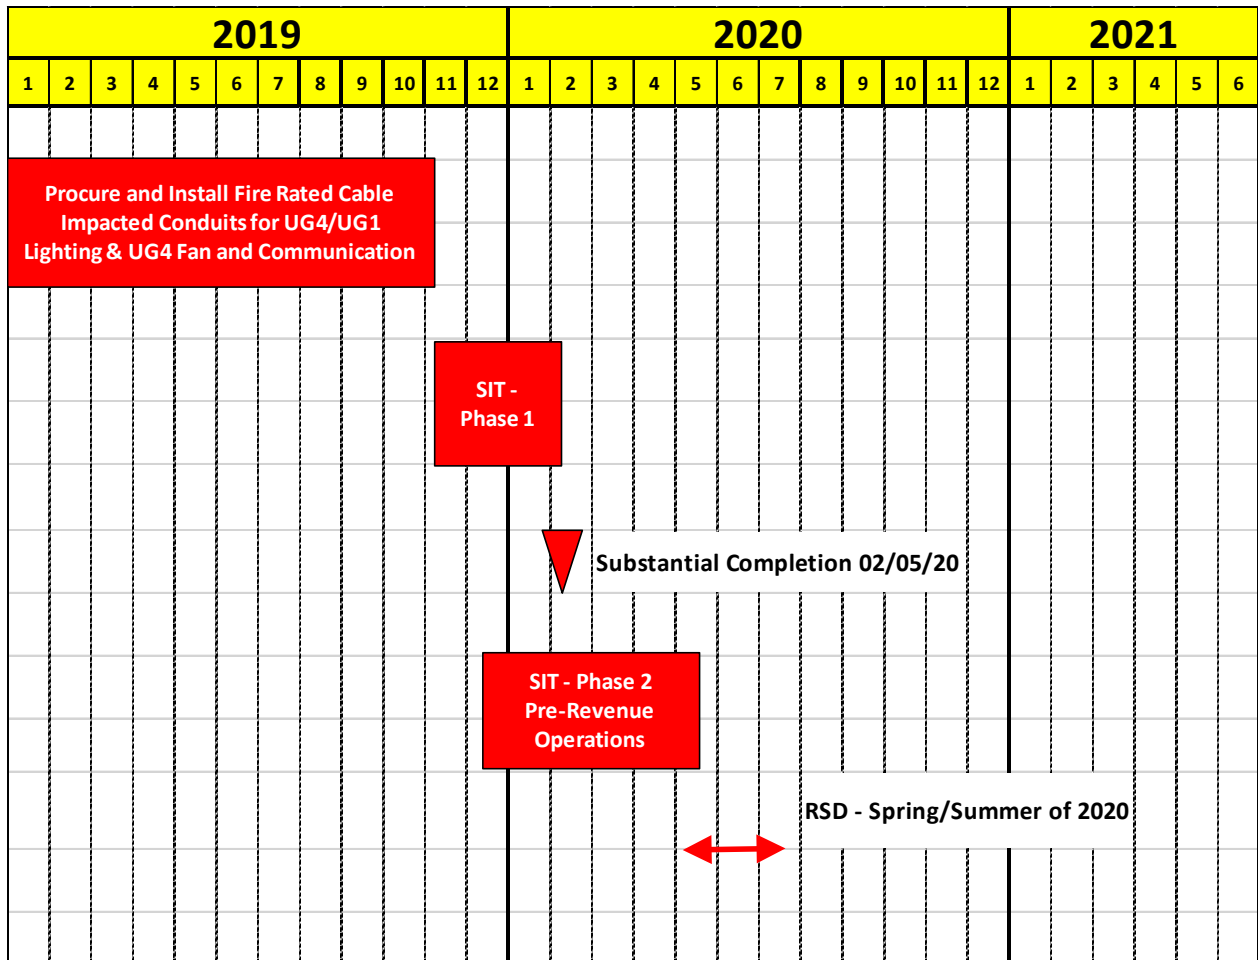 2019 2020 2021
1 2 3 4 5 6 7 8 9 10 11 12 1 2 3 4 5 6 7 8 9 10 11 12 1 2 3 4 5 6
Procure and Install Fire Rated Cable
Impacted Conduits for UG4/UG1
Lighting & UG4 Fan and Communication
SIT -
Phase 1
Substantial Completion 02/05/20
SIT - Phase 2
Pre-Revenue
Operations
RSD - Spring/Summer of 2020